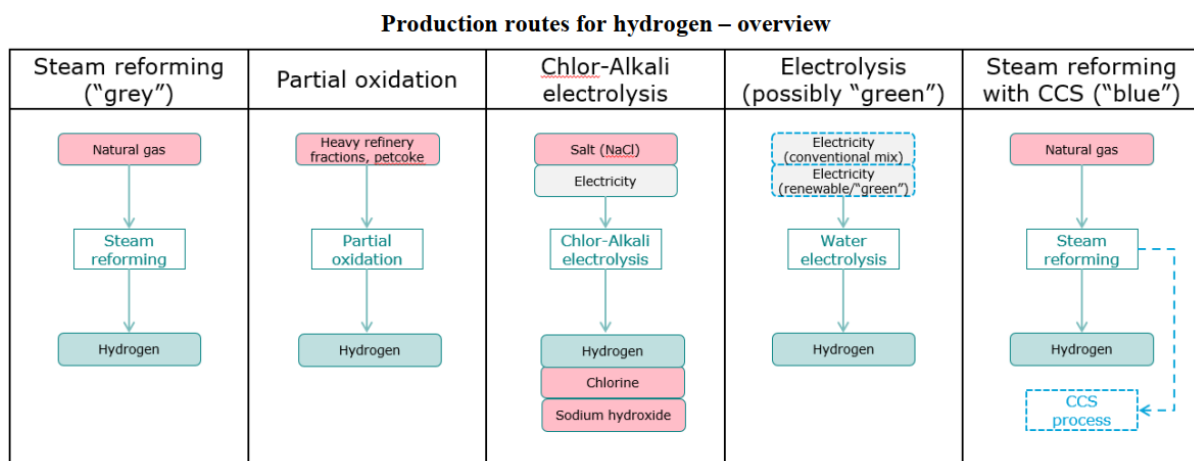 Production routes for hydrogen – overview
Steam reforming
(“grey”)
Partial oxidation
Chlor-Alkali
electrolysis
Electrolysis
(possibly “green”)
Steam reforming
with CCS (“blue”)
Natural gas
Steam
reforming
Hydrogen
Heavy refinery
fractions, petcoke
Partial
oxidation
Hydrogen
Salt (NaCl)
Electricity
Chlor-Alkali
electrolysis
Hydrogen
Chlorine
Sodium hydroxide
Electricity
(conventional mix)
Electricity
(renewable/“green”)
Water
electrolysis
Hydrogen
Natural gas
Steam
reforming
Hydrogen
CCS
process